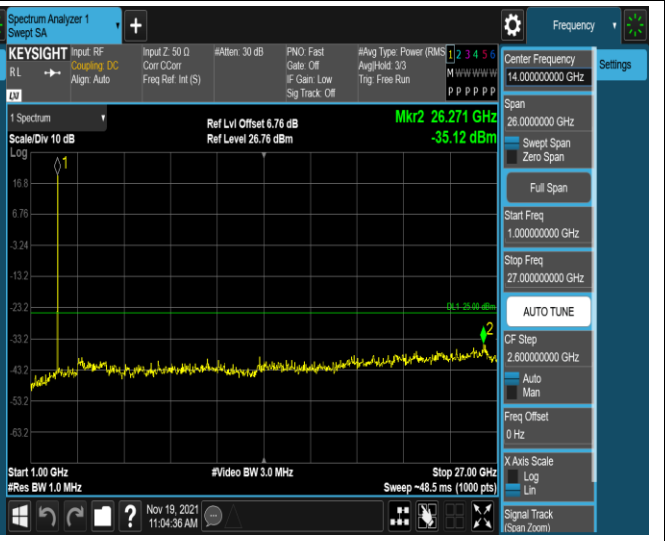 Spectrum Analyzer 1
Swept SA
Frequency
KEYSIGHT
RL
LXI
Input: RF
Coupling: DC
Align: Auto
Input Z: 50 Ω
Corr CCorr
Freq Ref: Int (S)
#Atten: 30 dB
PNO: Fast
Gate: Off
IF Gain: Low
Sig Track: Off
#Avg Type: Power (RMS
Avg|Hold: 3/3
Trig: Free Run
1 2 3 4 5 6
M W W W W W
P P P P P P
1 Spectrum
Scale/Div 10 dB
Log
Ref Lvl Offset 6.76 dB
Ref Level 26.76 dBm
Mkr2 26.271 GHz
-35.12 dBm
1
16.8
6.76
-3.24
-13.2
-23.2
DL1 -25.00 dBm
2
-33.2
-43.2
-53.2
-63.2
Start 1.00 GHz
#Video BW 3.0 MHz
Stop 27.00 GHz
#Res BW 1.0 MHz
Sweep ~48.5 ms (1000 pts)
?
Nov 19, 2021
11:04:36 AM
Center Frequency
14.000000000 GHz
Settings
Span
26.0000000 GHz
Swept Span
Zero Span
Full Span
Start Freq
1.000000000 GHz
Stop Freq
27.000000000 GHz
AUTO TUNE
CF Step
2.600000000 GHz
Auto
Man
Freq Offset
0 Hz
X Axis Scale
Log
Lin
Signal Track
(Span Zoom)